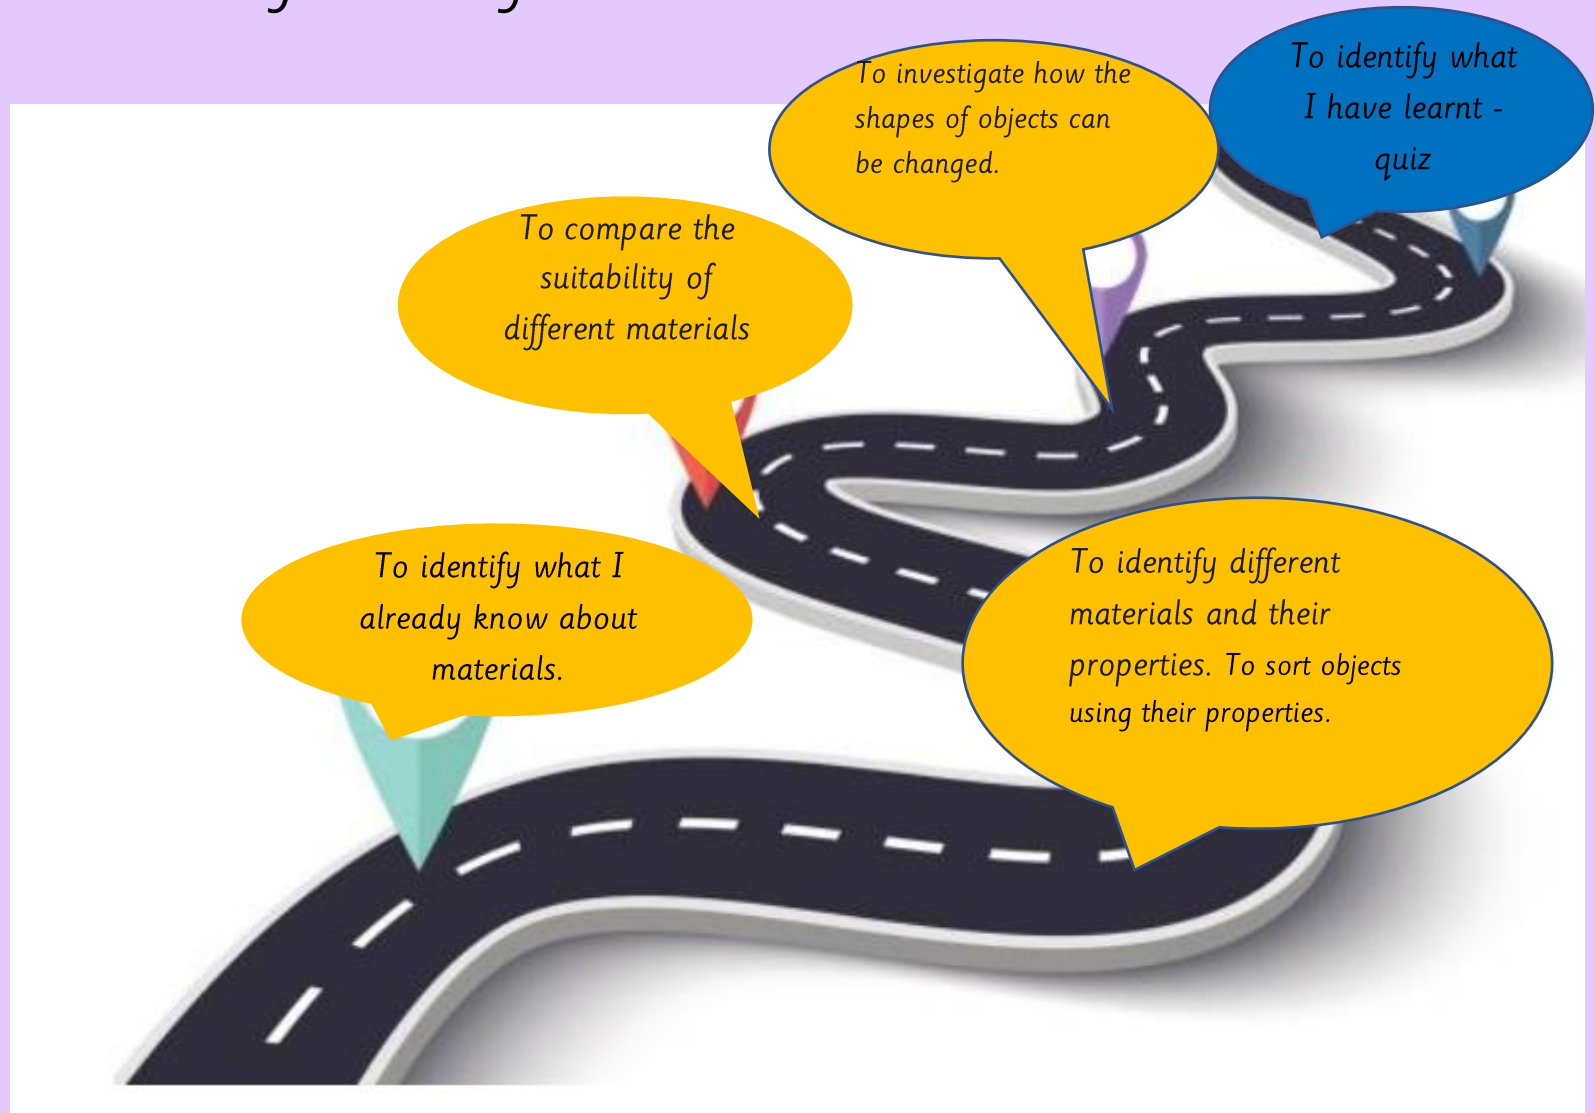 To identify what
I have learnt -
quiz
To investigate how the
shapes of objects can
be changed.
To compare the
suitability of
different materials
To identify what I
already know about
materials.
To identify different
materials and their
properties. To sort objects
using their properties.